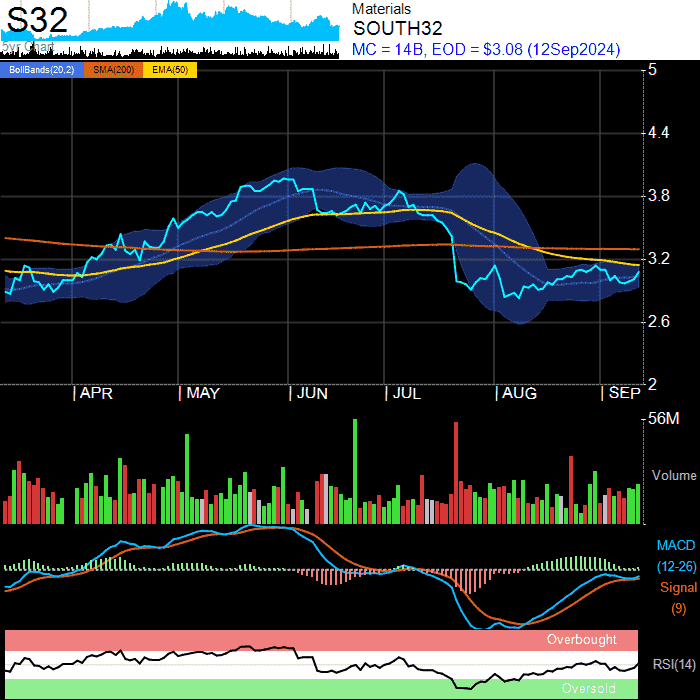 S32
5yr Chart
Materials
SOUTH32
MC = 14B, EOD = $3.08 (12Sep2024)
BollBands(20,2) SMA(200) EMA(50)
5
4.4
3.8
3.2
2.6
2
APR MAY JUN JUL AUG SEP
56M
Volume
MACD
(12-26)
Signal
(9)
Overbought
RSI(14)
Oversold